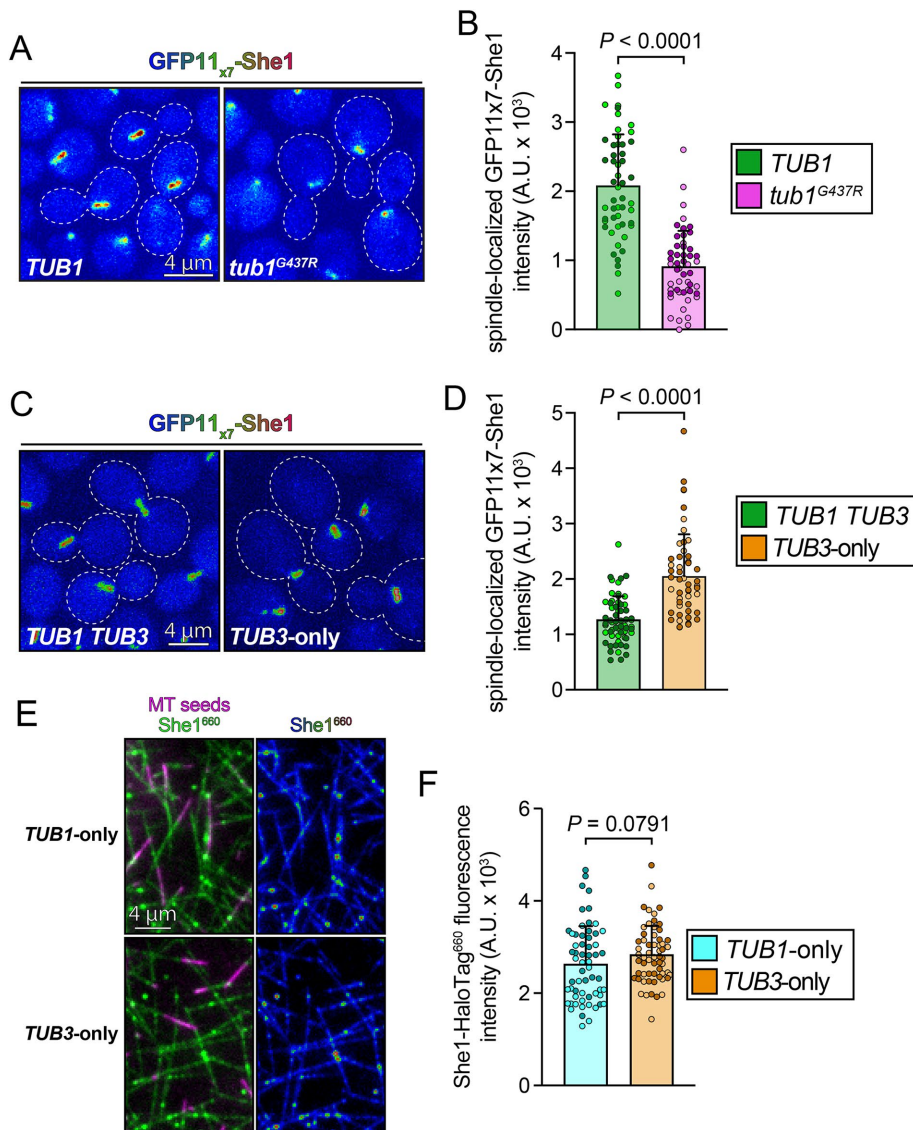 A
GFP11x7-She1
TUB1
4 µm
tub1G437R
B
P < 0.0001
spindle-localized GFP11x7-She1
intensity (A.U. x 10³)
4
3
2
1
0
TUB1
tub1G437R
C
GFP11x7-She1
TUB1 TUB3
4 µm
TUB3-only
D
P < 0.0001
spindle-localized GFP11x7-She1
intensity (A.U. x 10³)
5
4
3
2
1
0
TUB1 TUB3
TUB3-only
E
MT seeds
She1⁶⁶⁰
She1⁶⁶⁰
TUB1-only
4 µm
TUB3-only
F
P = 0.0791
She1-HaloTag⁶⁶⁰ fluorescence
intensity (A.U. x 10³)
6
4
2
0
TUB1-only
TUB3-only